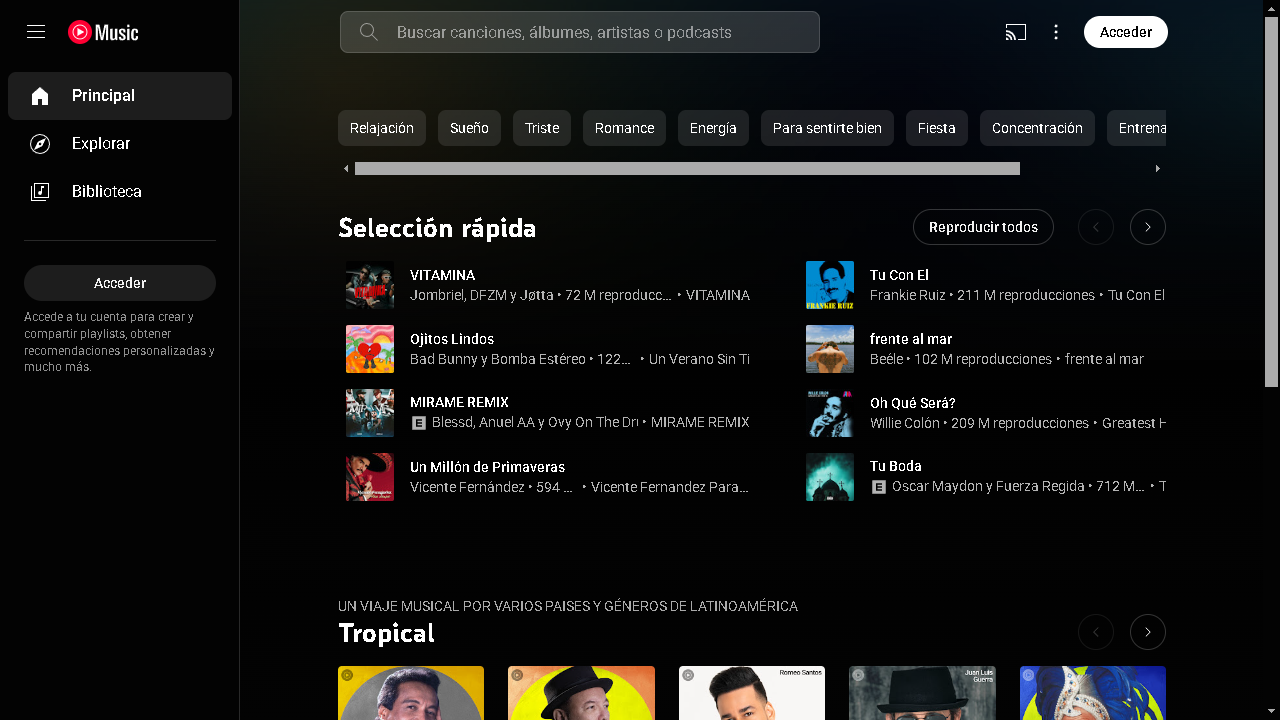 Music
Buscar canciones, álbumes, artistas o podcasts
Acceder
Principal
Explorar
Biblioteca
Acceder
Accede a tu cuenta para crear y
compartir playlists, obtener
recomendaciones personalizadas y
mucho más.
Relajación
Sueño
Triste
Romance
Energía
Para sentirte bien
Fiesta
Concentración
Entrena
Selección rápida
Reproducir todos
VITAMINA
Jombriel, DFZM y Jøtta • 72 M reproducc... • VITAMINA
Ojitos Lindos
Bad Bunny y Bomba Estéreo • 122... • Un Verano Sin Ti
MIRAME REMIX
E Blessd, Anuel AA y Ovy On The Dru • MIRAME REMIX
Un Millón de Primaveras
Vicente Fernández • 594 ... • Vicente Fernandez Para...
Tu Con El
Frankie Ruiz • 211 M reproducciones • Tu Con El
FRANKIE RUIZ
frente al mar
Beéle • 102 M reproducciones • frente al mar
Oh Qué Será?
Willie Colón • 209 M reproducciones • Greatest H
Tu Boda
E Oscar Maydon y Fuerza Regida • 712 M... • T
UN VIAJE MUSICAL POR VARIOS PAISES Y GÉNEROS DE LATINOAMÉRICA
Tropical
Romeo Santos
Juan Luis
Guerra